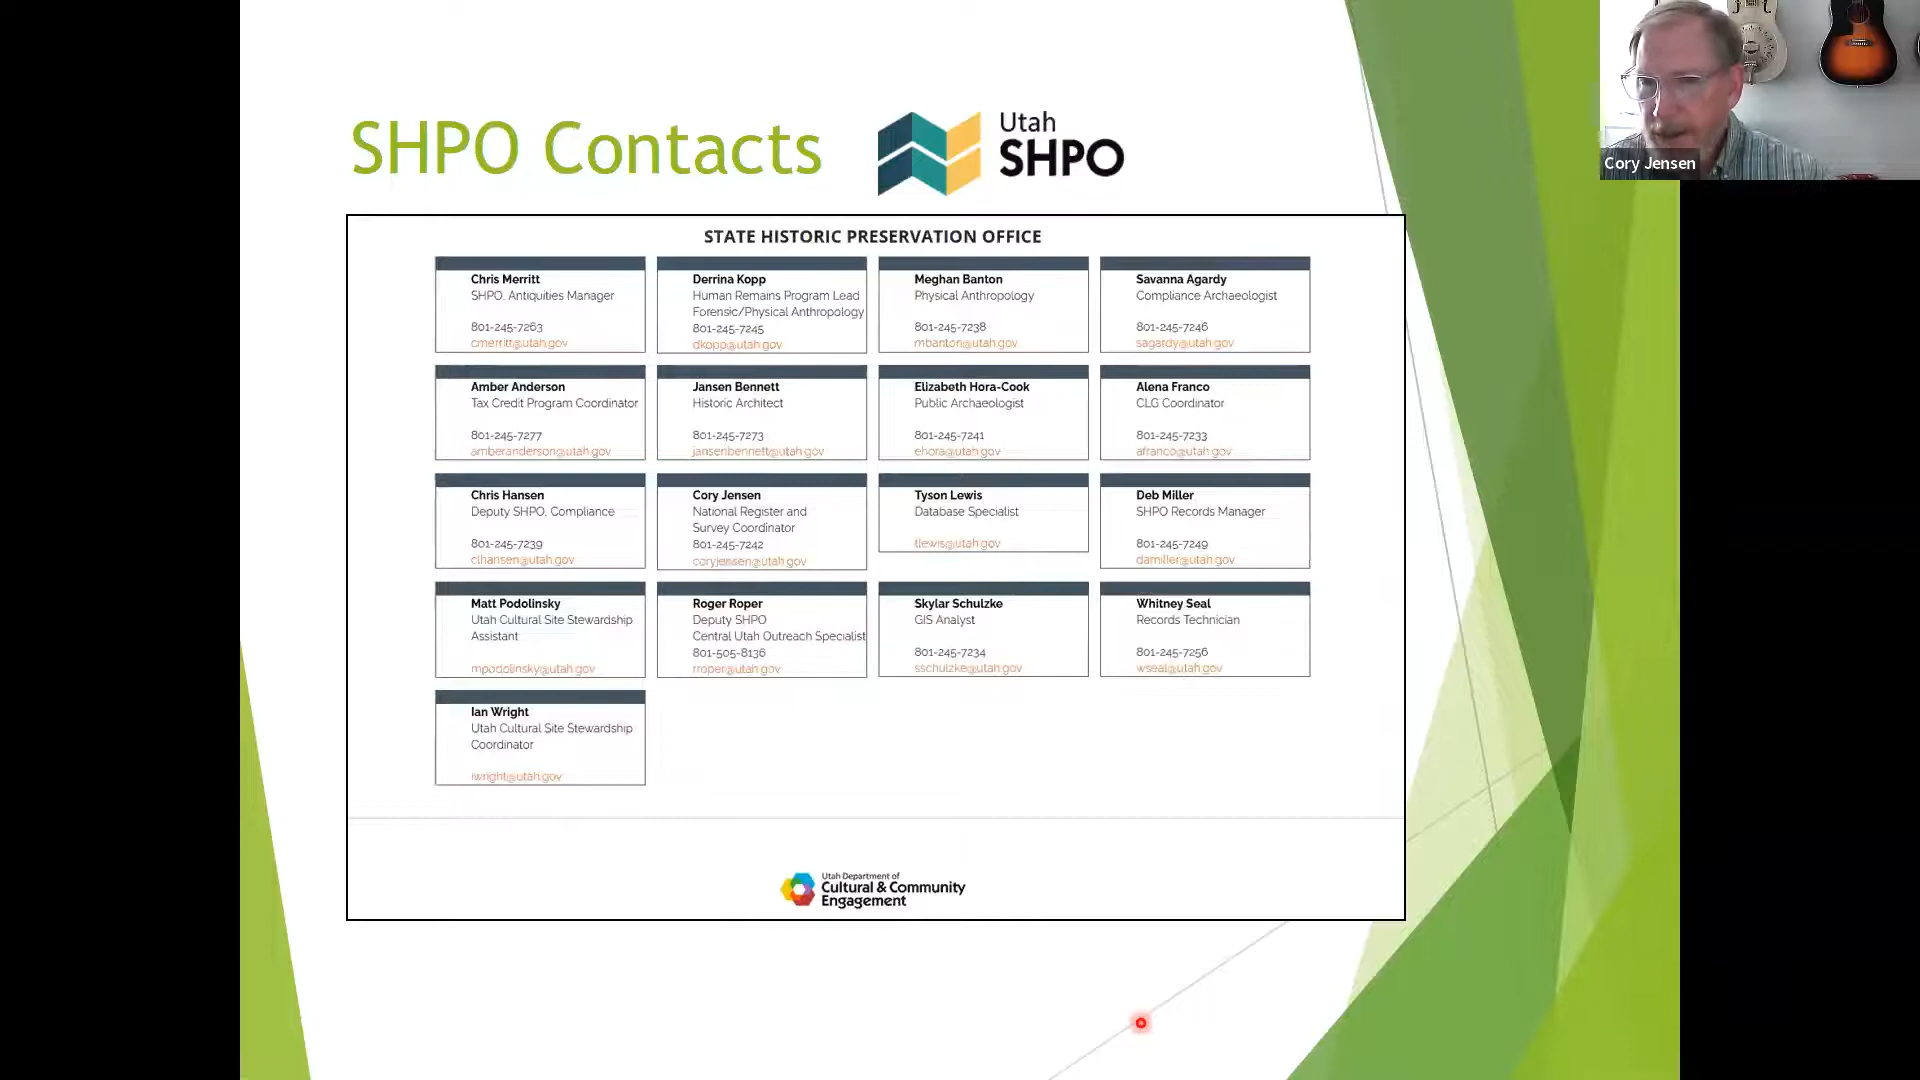 SHPO Contacts
Utah
SHPO
Cory Jensen
STATE HISTORIC PRESERVATION OFFICE
Chris Merritt
SHPO, Antiquities Manager
801-245-7263
cmerritt@utah.gov
Derrina Kopp
Human Remains Program Lead
Forensic/Physical Anthropology
801-245-7245
dkopp@utah.gov
Meghan Banton
Physical Anthropology
801-245-7238
mbanton@utah.gov
Savanna Agardy
Compliance Archaeologist
801-245-7246
sagardy@utah.gov
Amber Anderson
Tax Credit Program Coordinator
801-245-7277
amberanderson@utah.gov
Jansen Bennett
Historic Architect
801-245-7273
jansenbennett@utah.gov
Elizabeth Hora-Cook
Public Archaeologist
801-245-7241
ehora@utah.gov
Alena Franco
CLG Coordinator
801-245-7233
afranco@utah.gov
Chris Hansen
Deputy SHPO, Compliance
801-245-7239
clhansen@utah.gov
Cory Jensen
National Register and
Survey Coordinator
801-245-7242
coryjensen@utah.gov
Tyson Lewis
Database Specialist
tlewis@utah.gov
Deb Miller
SHPO Records Manager
801-245-7249
damiller@utah.gov
Matt Podolinsky
Utah Cultural Site Stewardship
Assistant
mpodolinsky@utah.gov
Roger Roper
Deputy SHPO
Central Utah Outreach Specialist
801-505-8136
rroper@utah.gov
Skylar Schulzke
GIS Analyst
801-245-7234
sschulzke@utah.gov
Whitney Seal
Records Technician
801-245-7256
wseal@utah.gov
Ian Wright
Utah Cultural Site Stewardship
Coordinator
iwright@utah.gov
Utah Department of
Cultural & Community
Engagement